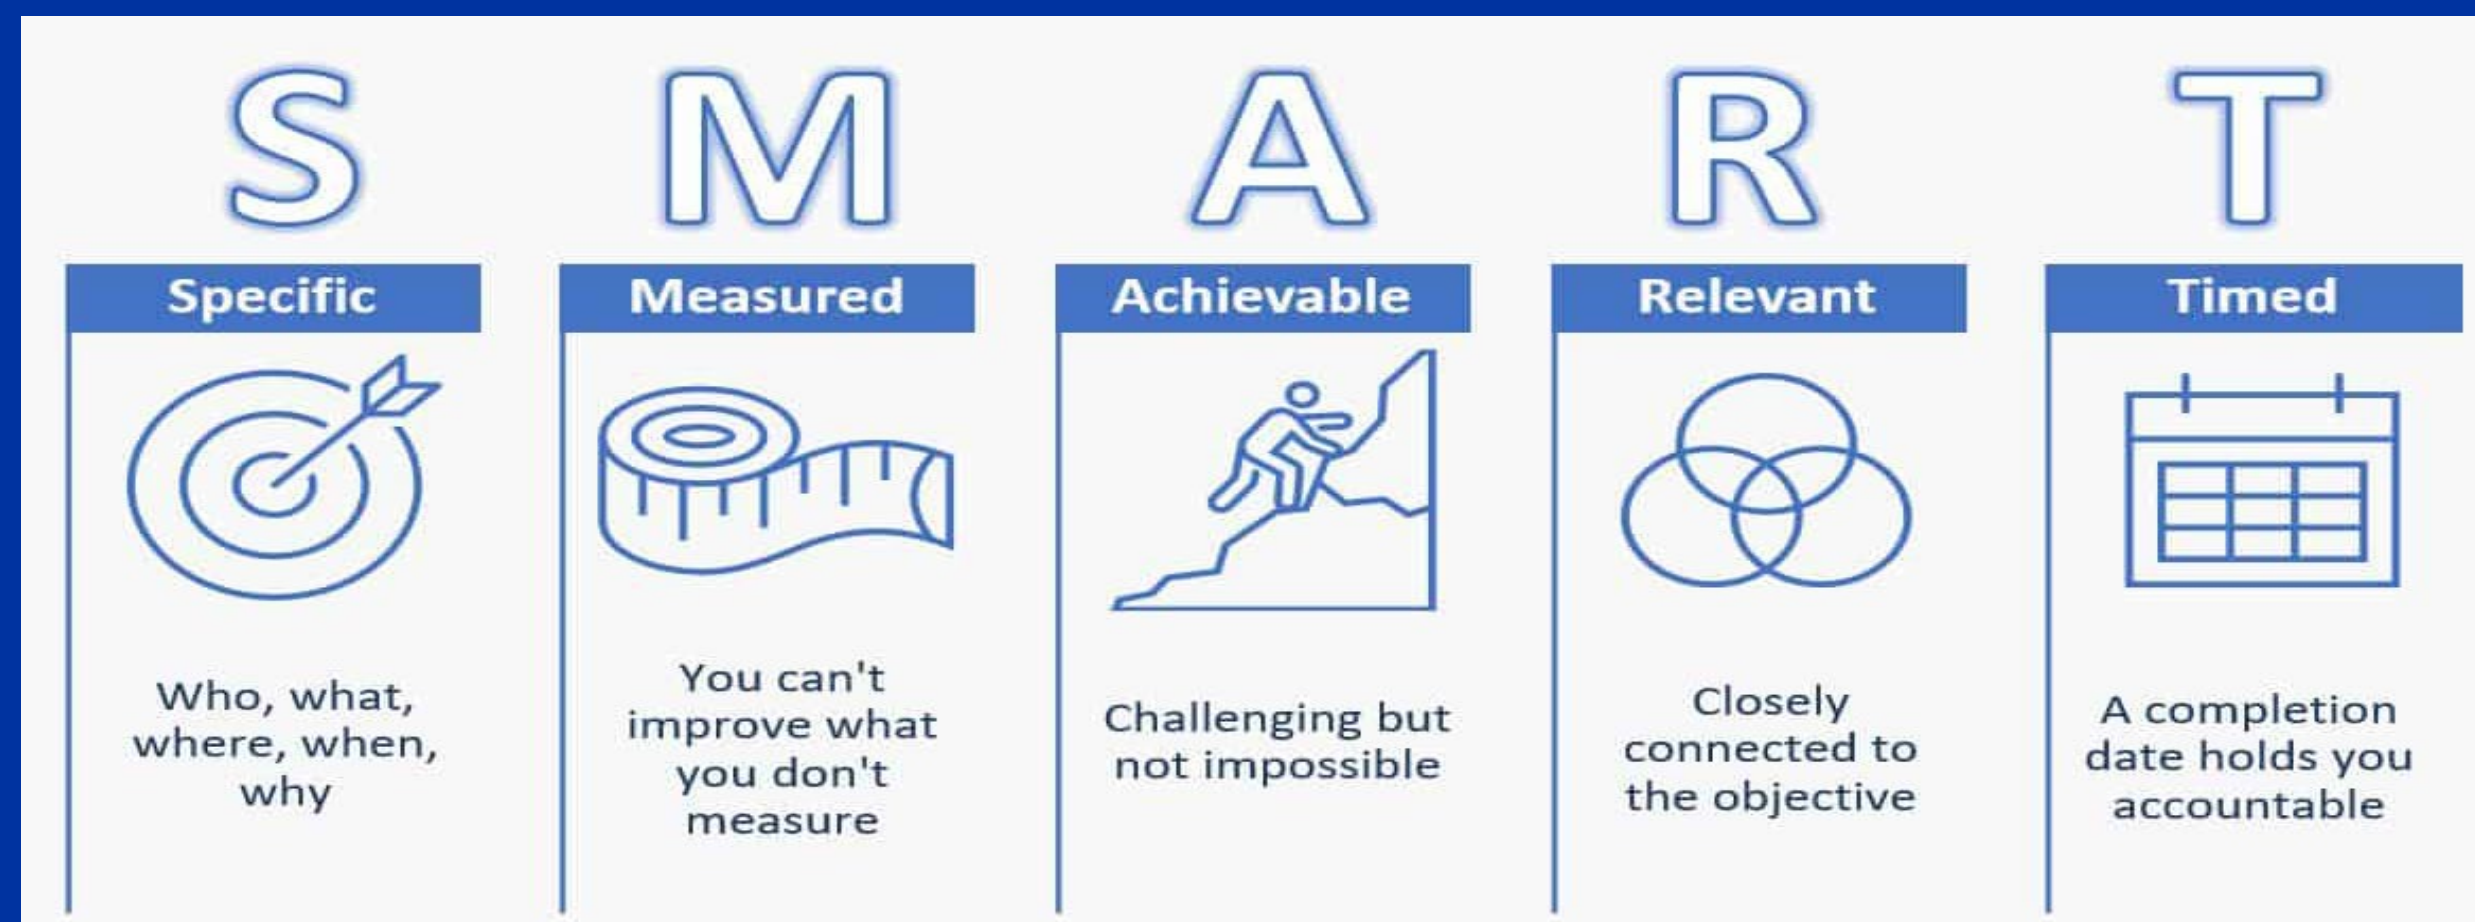 S M A R T
Specific
Who, what,
where, when,
why
Measured
You can't
improve what
you don't
measure
Achievable
Challenging but
not impossible
Relevant
Closely
connected to
the objective
Timed
A completion
date holds you
accountable